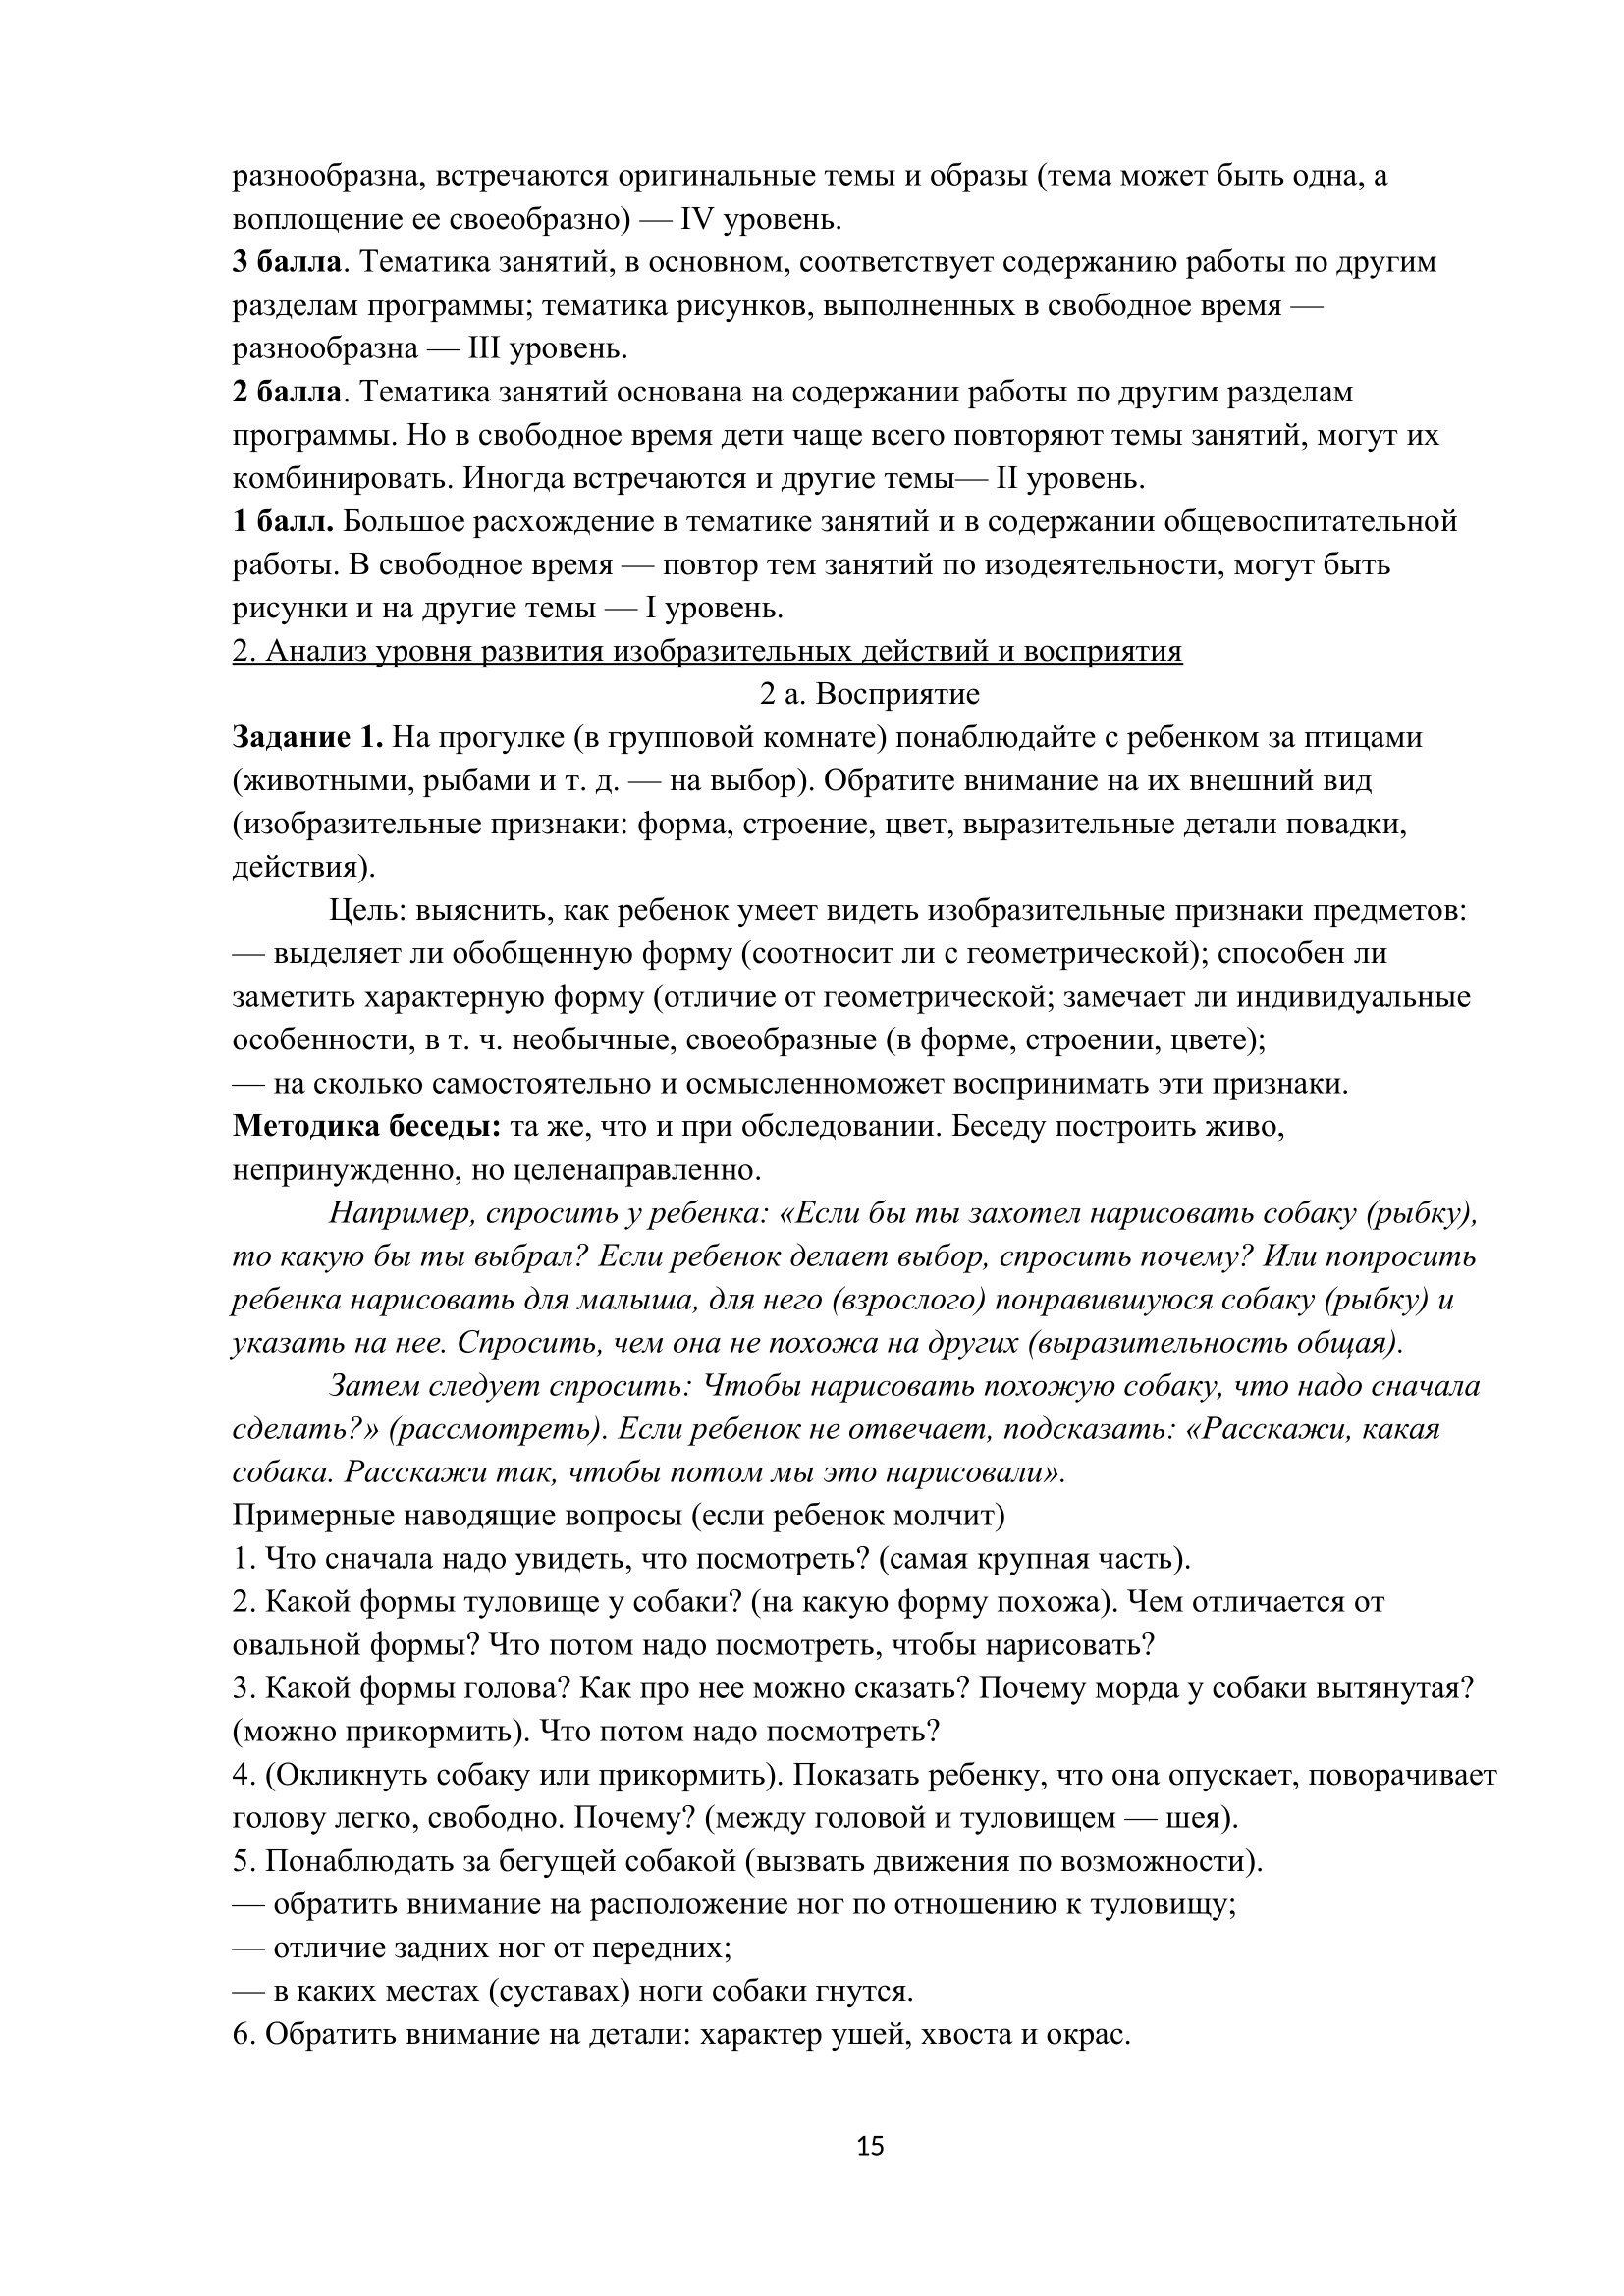 разнообразна, встречаются оригинальные темы и образы (тема может быть одна, а
воплощение ее своеобразно) — IV уровень.
3 балла. Тематика занятий, в основном, соответствует содержанию работы по другим
разделам программы; тематика рисунков, выполненных в свободное время —
разнообразна — III уровень.
2 балла. Тематика занятий основана на содержании работы по другим разделам
программы. Но в свободное время дети чаще всего повторяют темы занятий, могут их
комбинировать. Иногда встречаются и другие темы— II уровень.
1 балл. Большое расхождение в тематике занятий и в содержании общевоспитательной
работы. В свободное время — повтор тем занятий по изодеятельности, могут быть
рисунки и на другие темы — I уровень.
2. Анализ уровня развития изобразительных действий и восприятия
2 а. Восприятие
Задание 1. На прогулке (в групповой комнате) понаблюдайте с ребенком за птицами
(животными, рыбами и т. д. — на выбор). Обратите внимание на их внешний вид
(изобразительные признаки: форма, строение, цвет, выразительные детали повадки,
действия).
Цель: выяснить, как ребенок умеет видеть изобразительные признаки предметов:
— выделяет ли обобщенную форму (соотносит ли с геометрической); способен ли
заметить характерную форму (отличие от геометрической; замечает ли индивидуальные
особенности, в т. ч. необычные, своеобразные (в форме, строении, цвете);
— на сколько самостоятельно и осмысленноможет воспринимать эти признаки.
Методика беседы: та же, что и при обследовании. Беседу построить живо,
непринужденно, но целенаправленно.
Например, спросить у ребенка: «Если бы ты захотел нарисовать собаку (рыбку),
то какую бы ты выбрал? Если ребенок делает выбор, спросить почему? Или попросить
ребенка нарисовать для малыша, для него (взрослого) понравившуюся собаку (рыбку) и
указать на нее. Спросить, чем она не похожа на других (выразительность общая).
Затем следует спросить: Чтобы нарисовать похожую собаку, что надо сначала
сделать?» (рассмотреть). Если ребенок не отвечает, подсказать: «Расскажи, какая
собака. Расскажи так, чтобы потом мы это нарисовали».
Примерные наводящие вопросы (если ребенок молчит)
1. Что сначала надо увидеть, что посмотреть? (самая крупная часть).
2. Какой формы туловище у собаки? (на какую форму похожа). Чем отличается от
овальной формы? Что потом надо посмотреть, чтобы нарисовать?
3. Какой формы голова? Как про нее можно сказать? Почему морда у собаки вытянутая?
(можно прикормить). Что потом надо посмотреть?
4. (Окликнуть собаку или прикормить). Показать ребенку, что она опускает, поворачивает
голову легко, свободно. Почему? (между головой и туловищем — шея).
5. Понаблюдать за бегущей собакой (вызвать движения по возможности).
— обратить внимание на расположение ног по отношению к туловищу;
— отличие задних ног от передних;
— в каких местах (суставах) ноги собаки гнутся.
6. Обратить внимание на детали: характер ушей, хвоста и окрас.
15